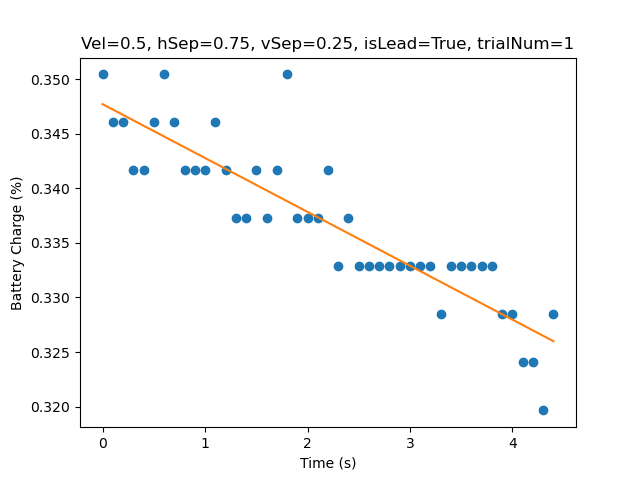 Vel=0.5, hSep=0.75, vSep=0.25, isLead=True, trialNum=1
0.350
0.345
0.340
0.335
0.330
0.325
0.320
Battery Charge (%)
0 1 2 3 4
Time (s)